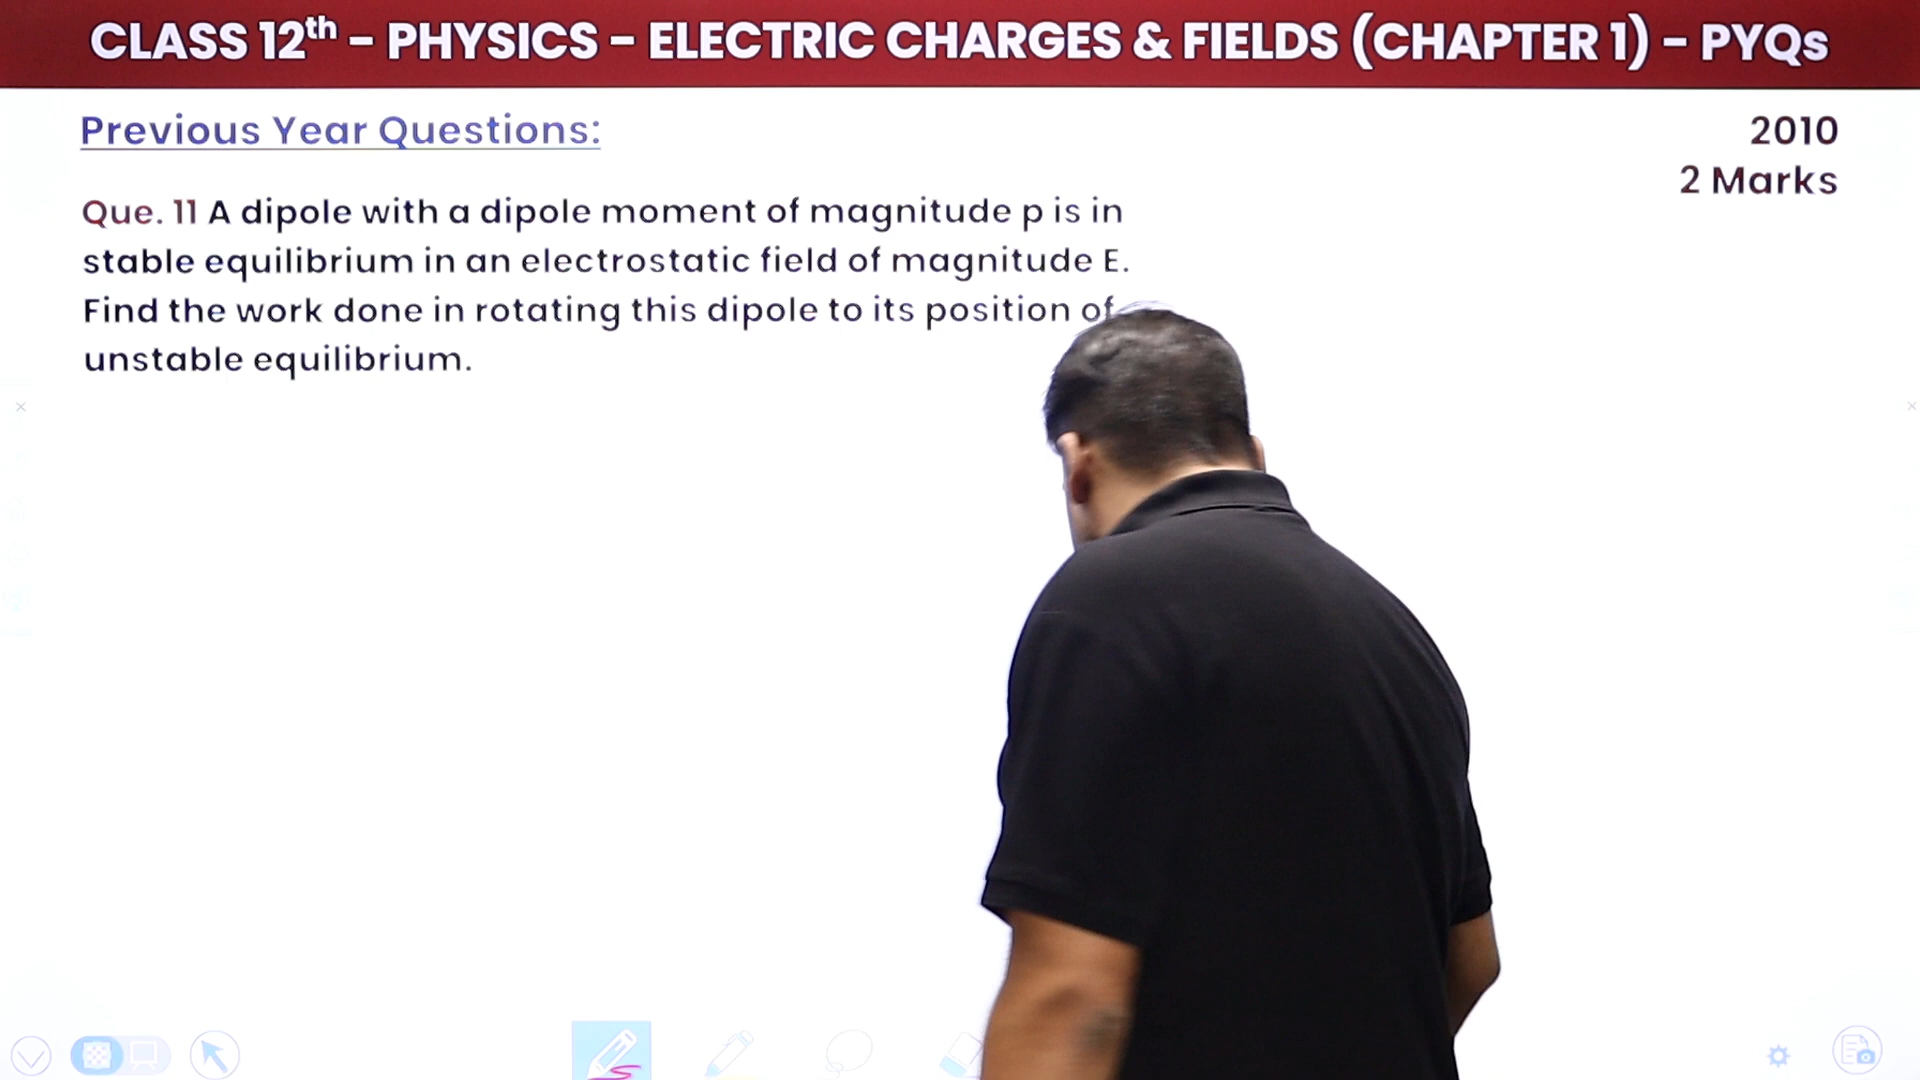 CLASS 12th - PHYSICS - ELECTRIC CHARGES & FIELDS (CHAPTER 1) - PYQs
Previous Year Questions:
2010
2 Marks
Que. 11 A dipole with a dipole moment of magnitude p is in
stable equilibrium in an electrostatic field of magnitude E.
Find the work done in rotating this dipole to its position of
unstable equilibrium.